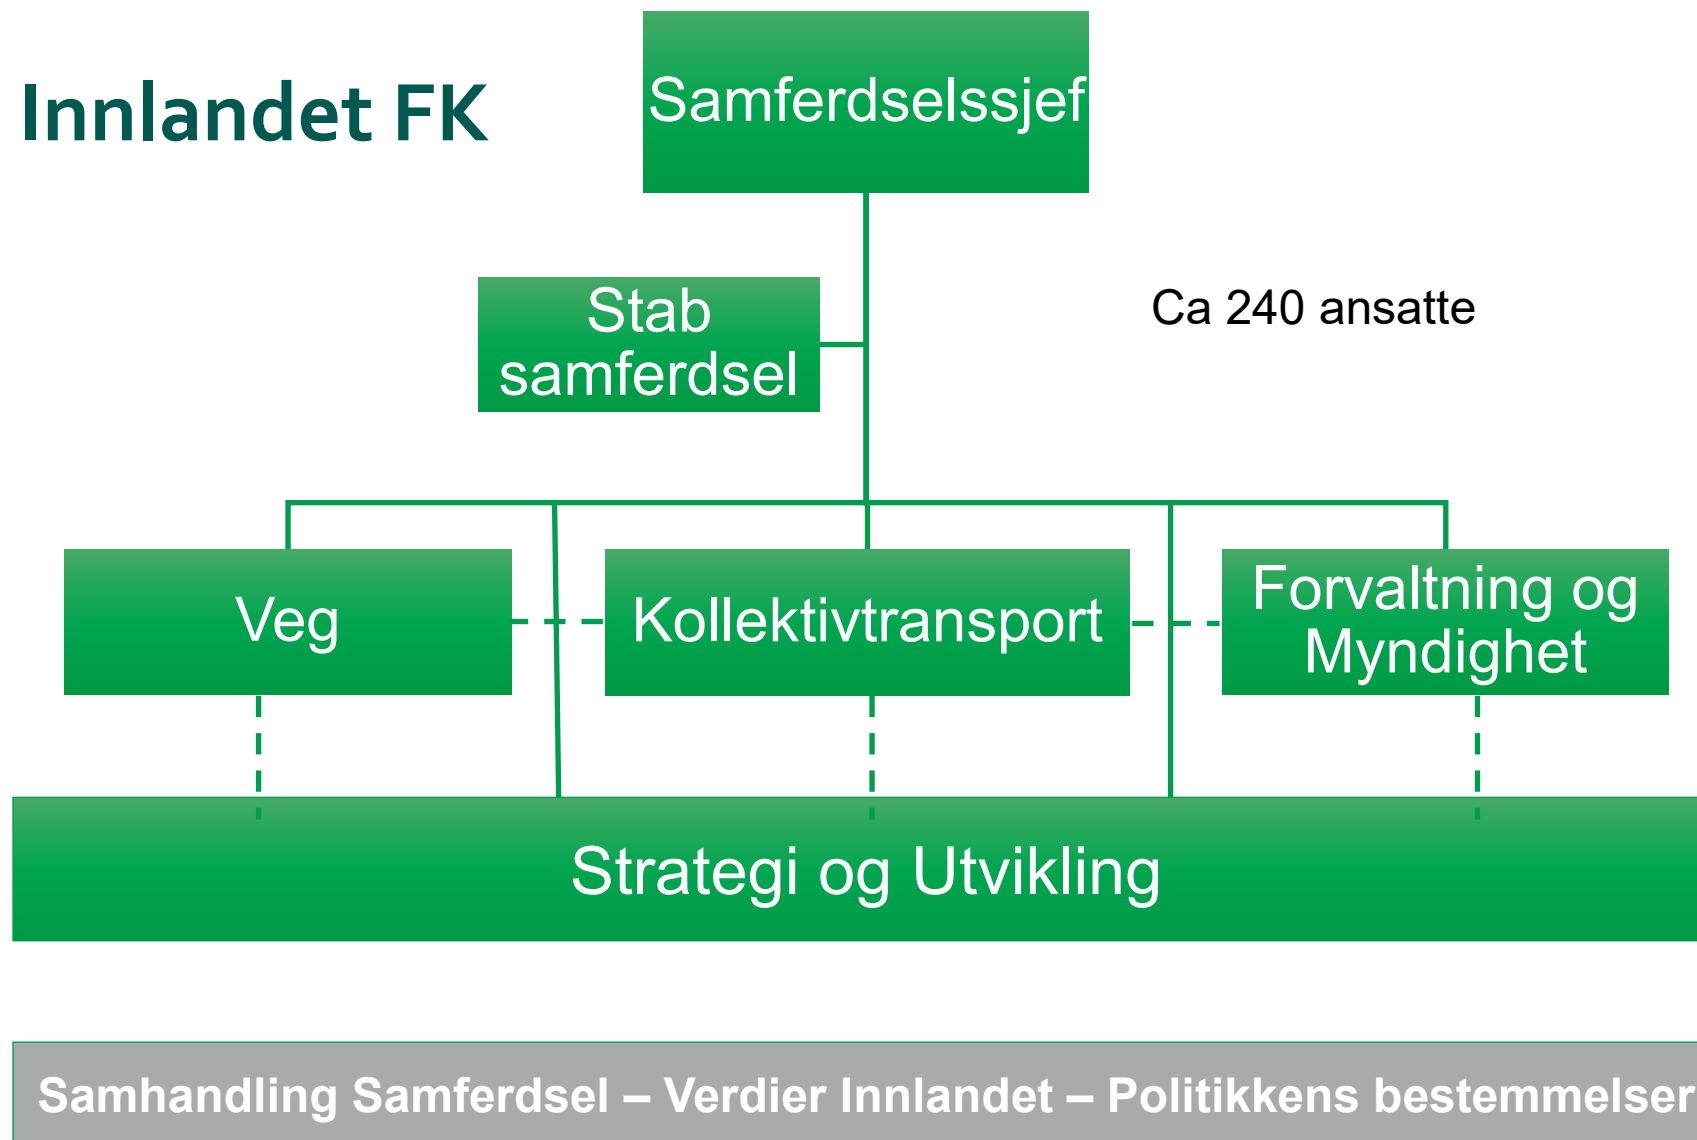 Innlandet FK
Samferdselssjef
Stab
samferdsel
Ca 240 ansatte
Veg
Kollektivtransport
Forvaltning og
Myndighet
Strategi og Utvikling
Samhandling Samferdsel – Verdier Innlandet – Politikkens bestemmelser